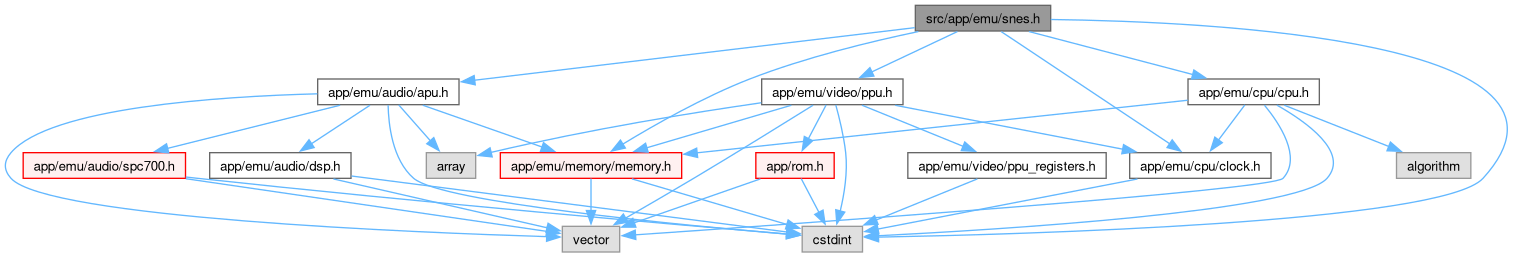 src/app/emu/snes.h
app/emu/audio/apu.h
app/emu/video/ppu.h
app/emu/cpu/cpu.h
app/emu/audio/spc700.h
app/emu/audio/dsp.h
array
app/emu/memory/memory.h
app/rom.h
app/emu/video/ppu_registers.h
app/emu/cpu/clock.h
algorithm
vector
cstdint